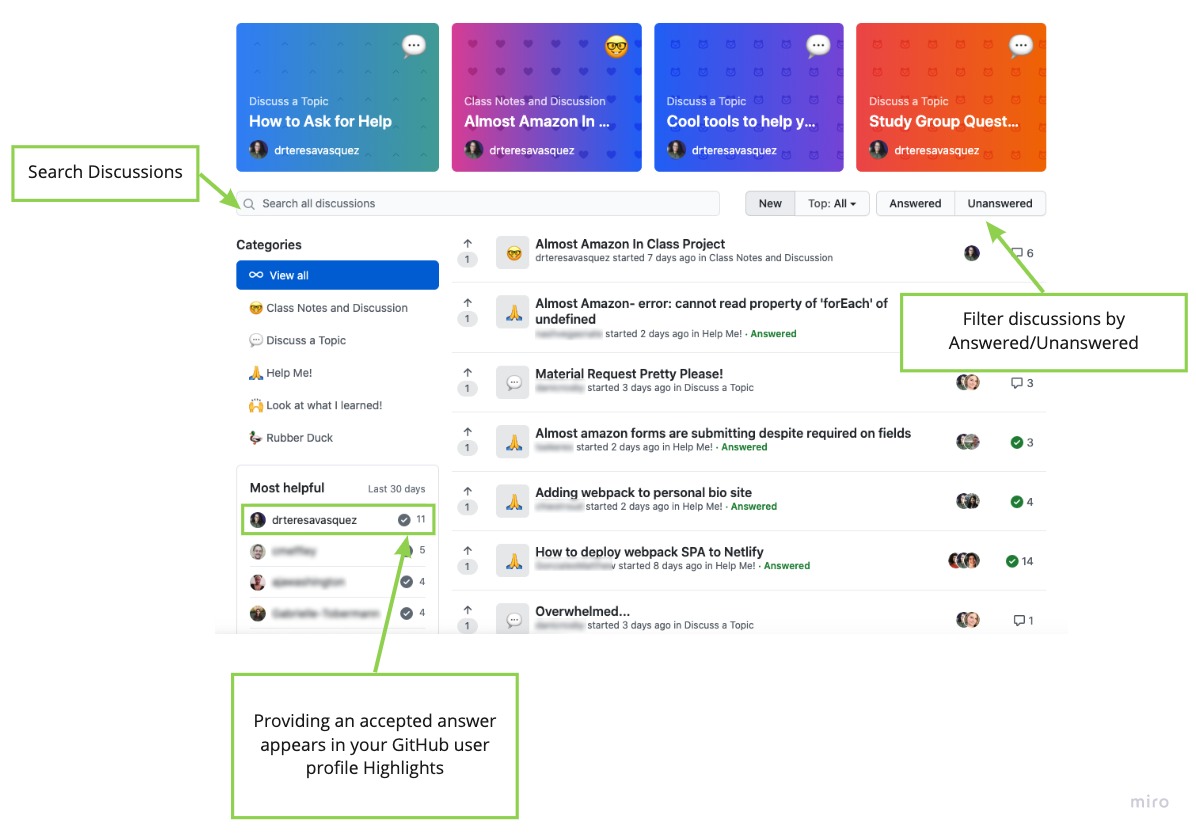 Discuss a Topic
How to Ask for Help
drteresavasquez
Class Notes and Discussion
Almost Amazon In ...
drteresavasquez
Discuss a Topic
Cool tools to help y...
drteresavasquez
Discuss a Topic
Study Group Quest...
drteresavasquez
Search Discussions
Search all discussions
New
Top: All
Answered
Unanswered
Categories
View all
Class Notes and Discussion
Discuss a Topic
Help Me!
Look at what I learned!
Rubber Duck
Most helpful
Last 30 days
drteresavasquez
11
5
4
4
1
Almost Amazon In Class Project
drteresavasquez started 7 days ago in Class Notes and Discussion
6
1
Almost Amazon- error: cannot read property of 'forEach' of
undefined
started 2 days ago in Help Me! · Answered
Filter discussions by
Answered/Unanswered
1
Material Request Pretty Please!
started 3 days ago in Discuss a Topic
3
1
Almost amazon forms are submitting despite required on fields
started 2 days ago in Help Me! · Answered
3
1
Adding webpack to personal bio site
started 2 days ago in Help Me! · Answered
4
1
How to deploy webpack SPA to Netlify
started 8 days ago in Help Me! · Answered
14
1
Overwhelmed...
started 3 days ago in Discuss a Topic
1
Providing an accepted answer
appears in your GitHub user
profile Highlights
miro